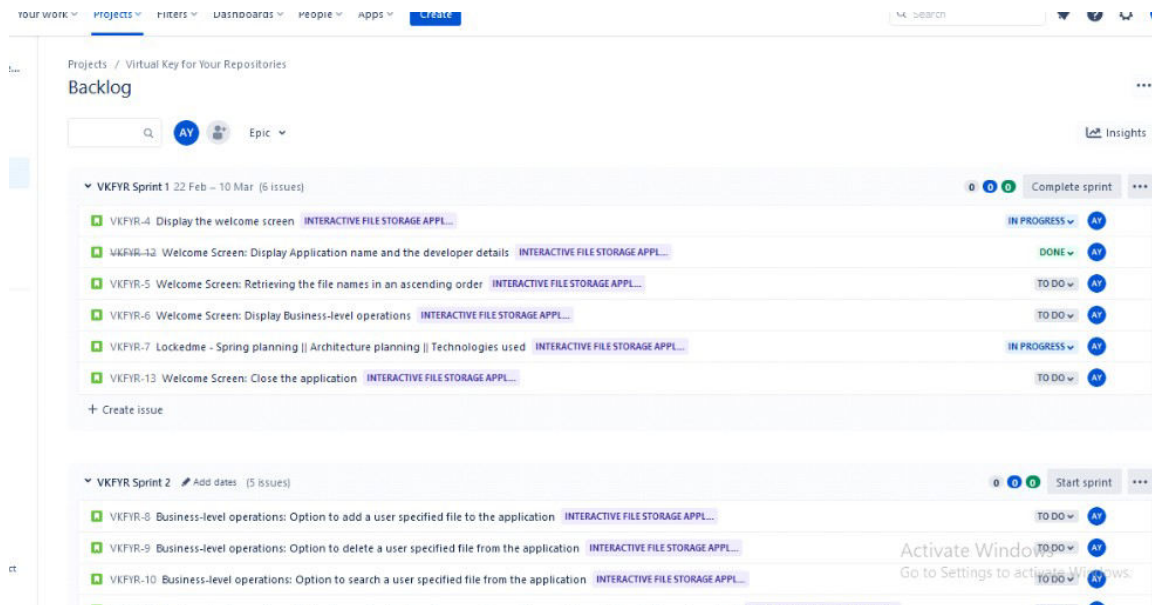 Your work Projects Filters Dashboards People Apps Create Search
e...
Projects / Virtual Key for Your Repositories
Backlog
AY Epic Insights
VKFYR Sprint 1 22 Feb – 10 Mar (6 issues) 0 0 0 Complete sprint
VKFYR-4 Display the welcome screen INTERACTIVE FILE STORAGE APPL... IN PROGRESS AY
VKFYR-12 Welcome Screen: Display Application name and the developer details INTERACTIVE FILE STORAGE APPL... DONE AY
VKFYR-5 Welcome Screen: Retrieving the file names in an ascending order INTERACTIVE FILE STORAGE APPL... TO DO AY
VKFYR-6 Welcome Screen: Display Business-level operations INTERACTIVE FILE STORAGE APPL... TO DO AY
VKFYR-7 Lockedme - Spring planning || Architecture planning || Technologies used INTERACTIVE FILE STORAGE APPL... IN PROGRESS AY
VKFYR-13 Welcome Screen: Close the application INTERACTIVE FILE STORAGE APPL... TO DO AY
+ Create issue
VKFYR Sprint 2 Add dates (5 issues) 0 0 0 Start sprint
VKFYR-8 Business-level operations: Option to add a user specified file to the application INTERACTIVE FILE STORAGE APPL... TO DO AY
VKFYR-9 Business-level operations: Option to delete a user specified file from the application INTERACTIVE FILE STORAGE APPL... TO DO AY
Activate Windows
ct
VKFYR-10 Business-level operations: Option to search a user specified file from the application INTERACTIVE FILE STORAGE APPL... TO DO AY
Go to Settings to activate Windows.